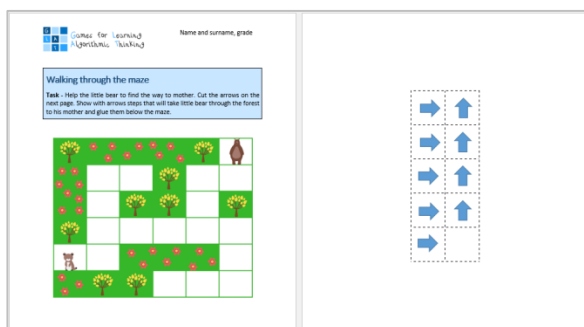 G L
A T
Games for Learning
Algorithmic Thinking
Name and surname, grade
Walking through the maze
Task - Help the little bear to find the way to mother. Cut the arrows on the
next page. Show with arrows steps that will take little bear through the forest
to his mother and glue them below the maze.